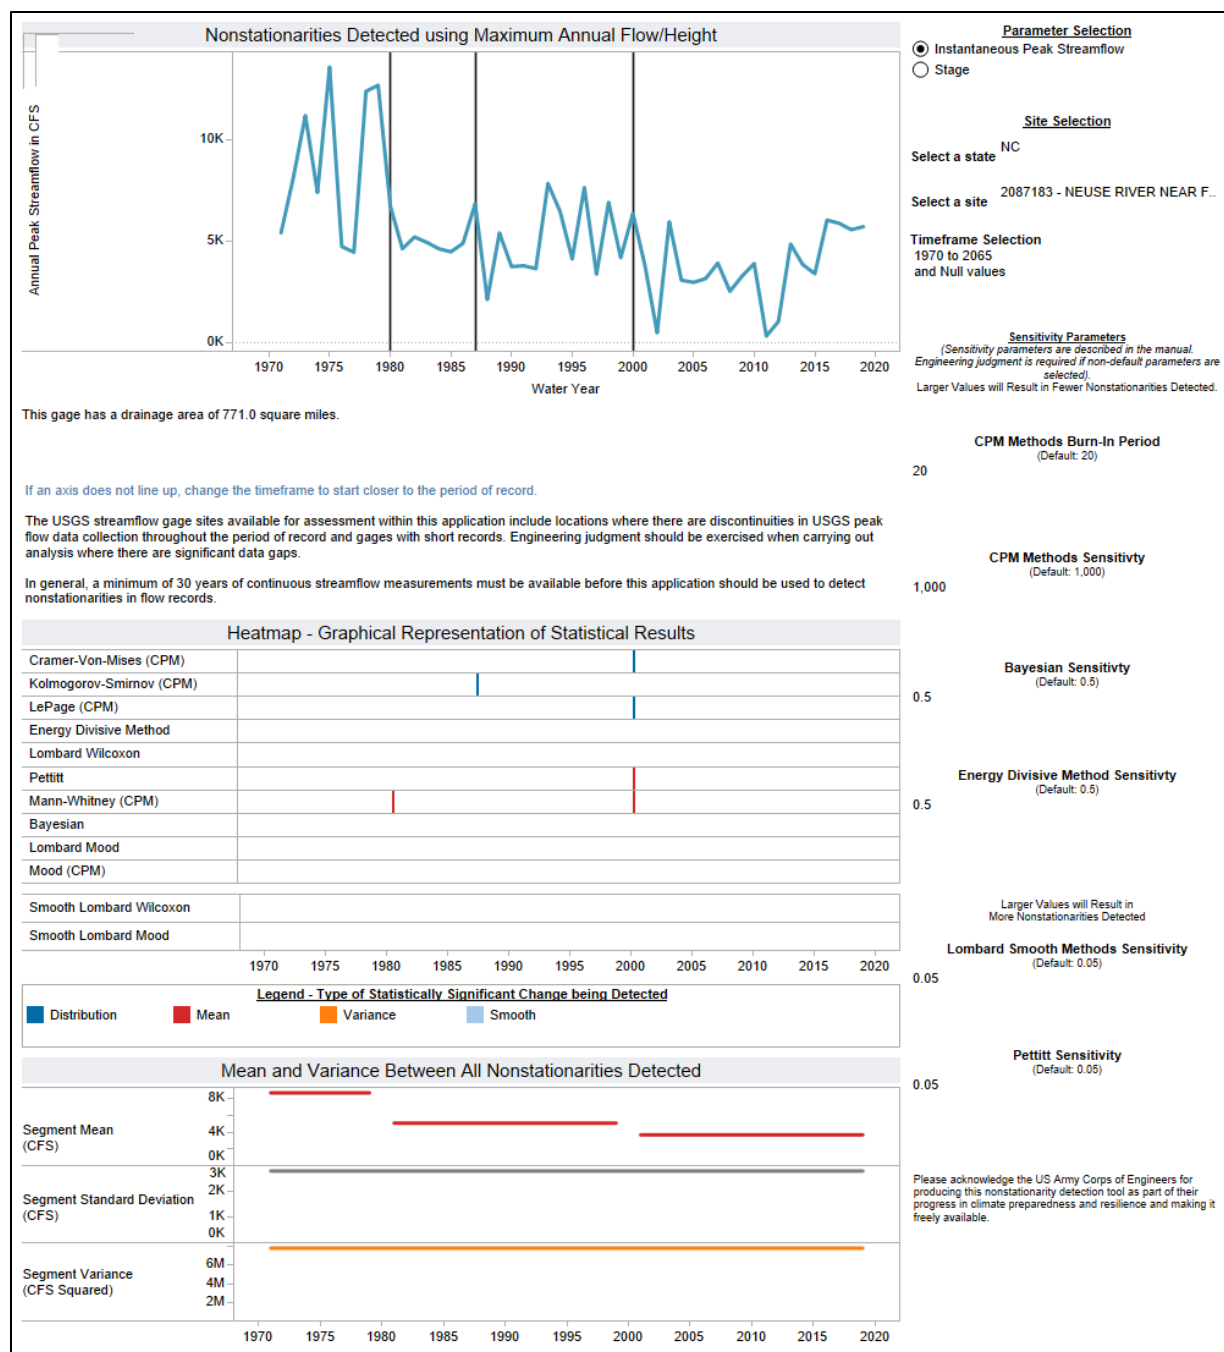 Nonstationarities Detected using Maximum Annual Flow/Height
Annual Peak Streamflow in CFS
10K
5K
0K
1970 1975 1980 1985 1990 1995 2000 2005 2010 2015 2020
Water Year
This gage has a drainage area of 771.0 square miles.
If an axis does not line up, change the timeframe to start closer to the period of record.
The USGS streamflow gage sites available for assessment within this application include locations where there are discontinuities in USGS peak
flow data collection throughout the period of record and gages with short records. Engineering judgment should be exercised when carrying out
analysis where there are significant data gaps.
In general, a minimum of 30 years of continuous streamflow measurements must be available before this application should be used to detect
nonstationarities in flow records.
Heatmap - Graphical Representation of Statistical Results
Cramer-Von-Mises (CPM)
Kolmogorov-Smirnov (CPM)
LePage (CPM)
Energy Divisive Method
Lombard Wilcoxon
Pettitt
Mann-Whitney (CPM)
Bayesian
Lombard Mood
Mood (CPM)
Smooth Lombard Wilcoxon
Smooth Lombard Mood
1970 1975 1980 1985 1990 1995 2000 2005 2010 2015 2020
Legend - Type of Statistically Significant Change being Detected
Distribution Mean Variance Smooth
Mean and Variance Between All Nonstationarities Detected
Segment Mean
(CFS)
8K
4K
0K
Segment Standard Deviation
(CFS)
3K
2K
1K
0K
Segment Variance
(CFS Squared)
6M
4M
2M
1970 1975 1980 1985 1990 1995 2000 2005 2010 2015 2020
Parameter Selection
Instantaneous Peak Streamflow
Stage
Site Selection
Select a state NC
Select a site 2087183 - NEUSE RIVER NEAR F..
Timeframe Selection
1970 to 2065
and Null values
Sensitivity Parameters
(Sensitivity parameters are described in the manual.
Engineering judgment is required if non-default parameters are
selected).
Larger Values will Result in Fewer Nonstationarities Detected.
CPM Methods Burn-In Period
(Default: 20)
20
CPM Methods Sensitivty
(Default: 1,000)
1,000
Bayesian Sensitivty
(Default: 0.5)
0.5
Energy Divisive Method Sensitivty
(Default: 0.5)
0.5
Larger Values will Result in
More Nonstationarities Detected
Lombard Smooth Methods Sensitivity
(Default: 0.05)
0.05
Pettitt Sensitivity
(Default: 0.05)
0.05
Please acknowledge the US Army Corps of Engineers for
producing this nonstationarity detection tool as part of their
progress in climate preparedness and resilience and making it
freely available.